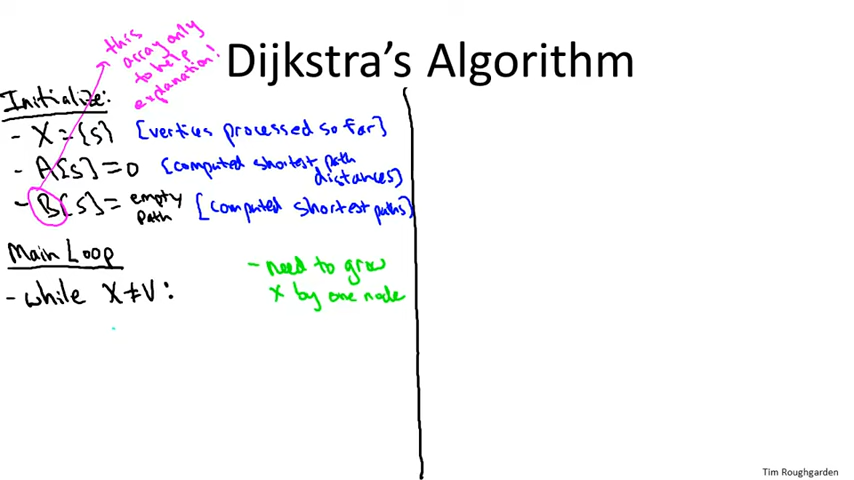 this
array only
to help
explanation!
Dijkstra's Algorithm
Initialize:
- X = {s} [vertices processed so far]
- A[s] = 0 [computed shortest path
distances]
- B[s] = empty
path [computed shortest paths]
Main Loop
- while X ≠ V:
- need to grow
X by one node
Tim Roughgarden